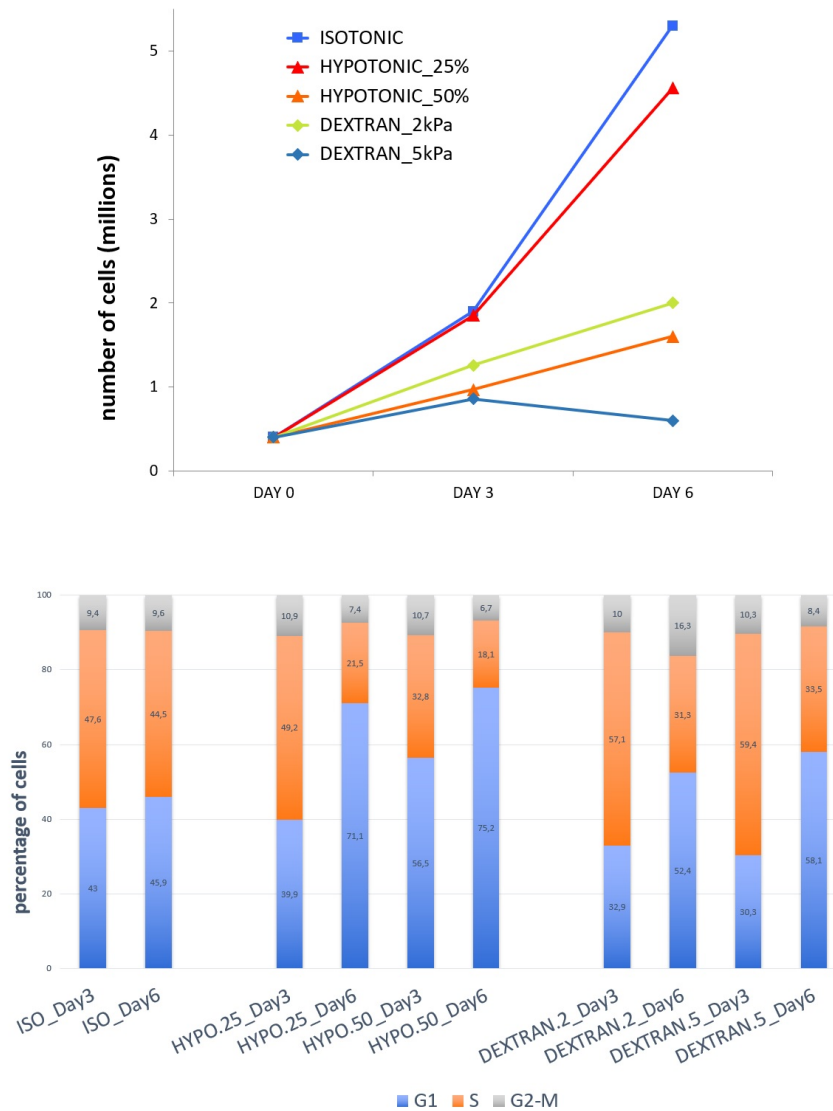 ISOTONIC
HYPOTONIC_25%
HYPOTONIC_50%
DEXTRAN_2kPa
DEXTRAN_5kPa
number of cells (millions)
5
4
3
2
1
0
DAY 0 DAY 3 DAY 6
percentage of cells
100
80
60
40
20
0
9,4 9,6 10,9 7,4 10,7 6,7 10 16,3 10,3 8,4
47,6 44,5 49,2 21,5 32,8 18,1 57,1 31,3 59,4 33,5
43 45,9 39,9 71,1 56,5 75,2 32,9 52,4 30,3 58,1
ISO_Day3
ISO_Day6
HYPO.25_Day3
HYPO.25_Day6
HYPO.50_Day3
HYPO.50_Day6
DEXTRAN.2_Day3
DEXTRAN.2_Day6
DEXTRAN.5_Day3
DEXTRAN.5_Day6
G1 S G2-M